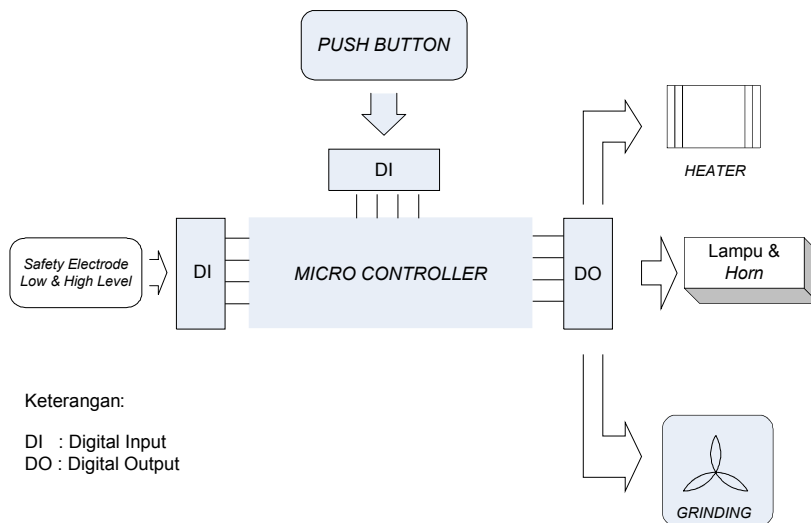 PUSH BUTTON
DI
HEATER
Safety Electrode
Low & High Level
DI
MICRO CONTROLLER
DO
Lampu &
Horn
Keterangan:
DI : Digital Input
DO : Digital Output
GRINDING